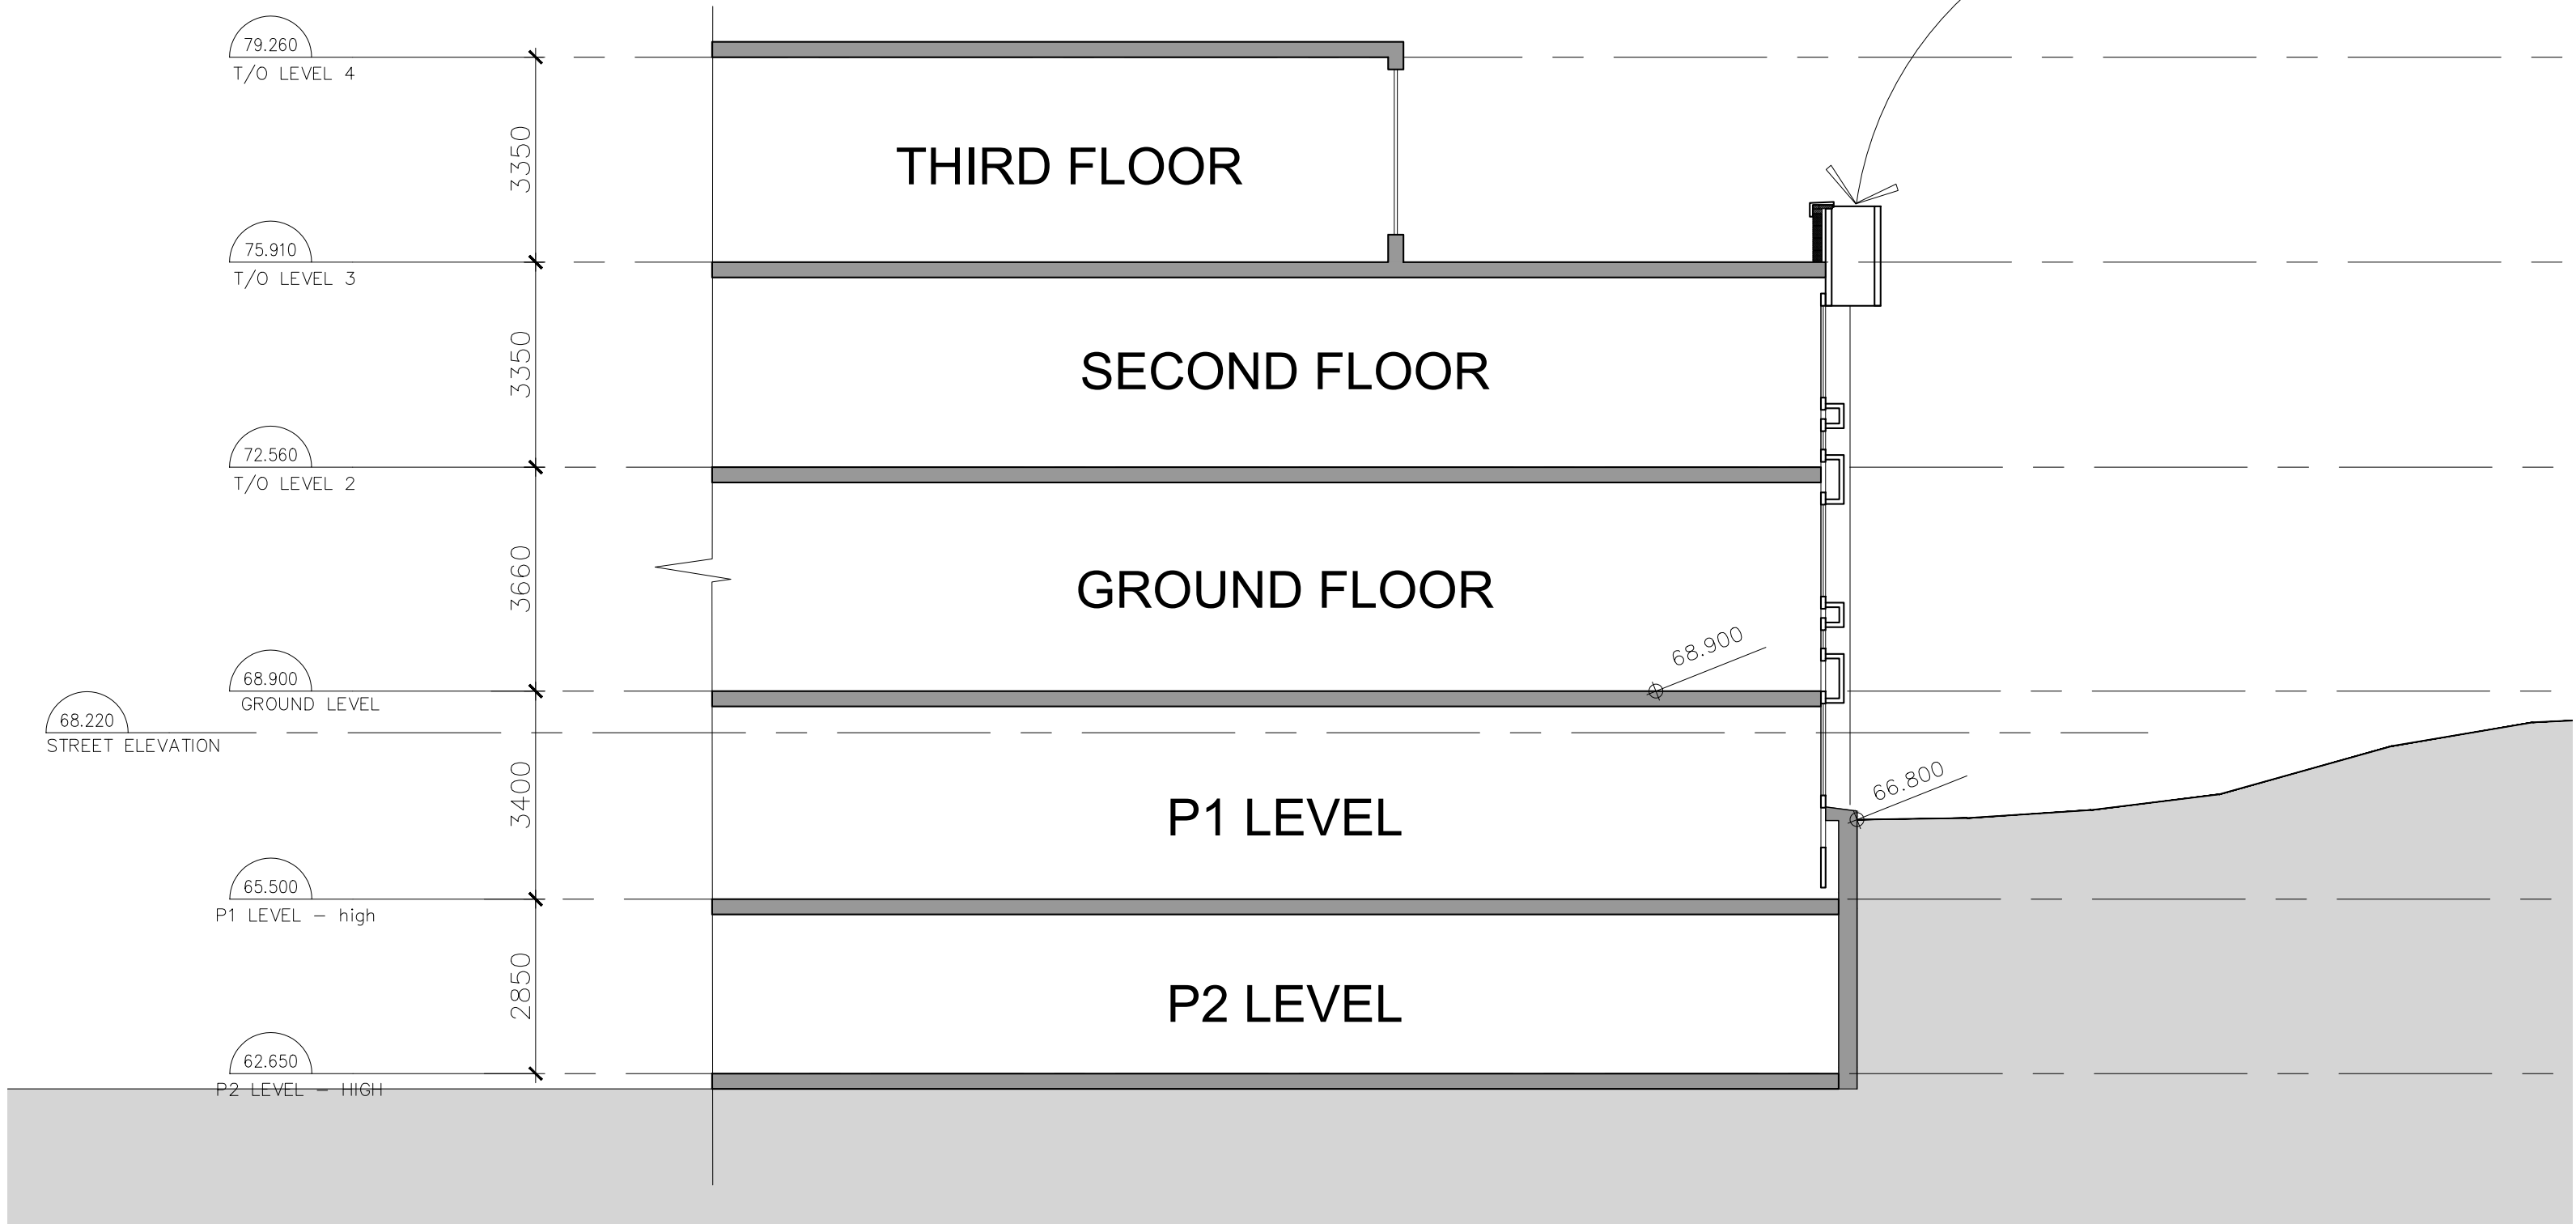 79.260
T/O LEVEL 4
3350
THIRD FLOOR
75.910
T/O LEVEL 3
3350
SECOND FLOOR
72.560
T/O LEVEL 2
3660
GROUND FLOOR
68.900
68.900
GROUND LEVEL
68.220
STREET ELEVATION
3400
P1 LEVEL
66.800
65.500
P1 LEVEL – high
2850
P2 LEVEL
62.650
P2 LEVEL – HIGH